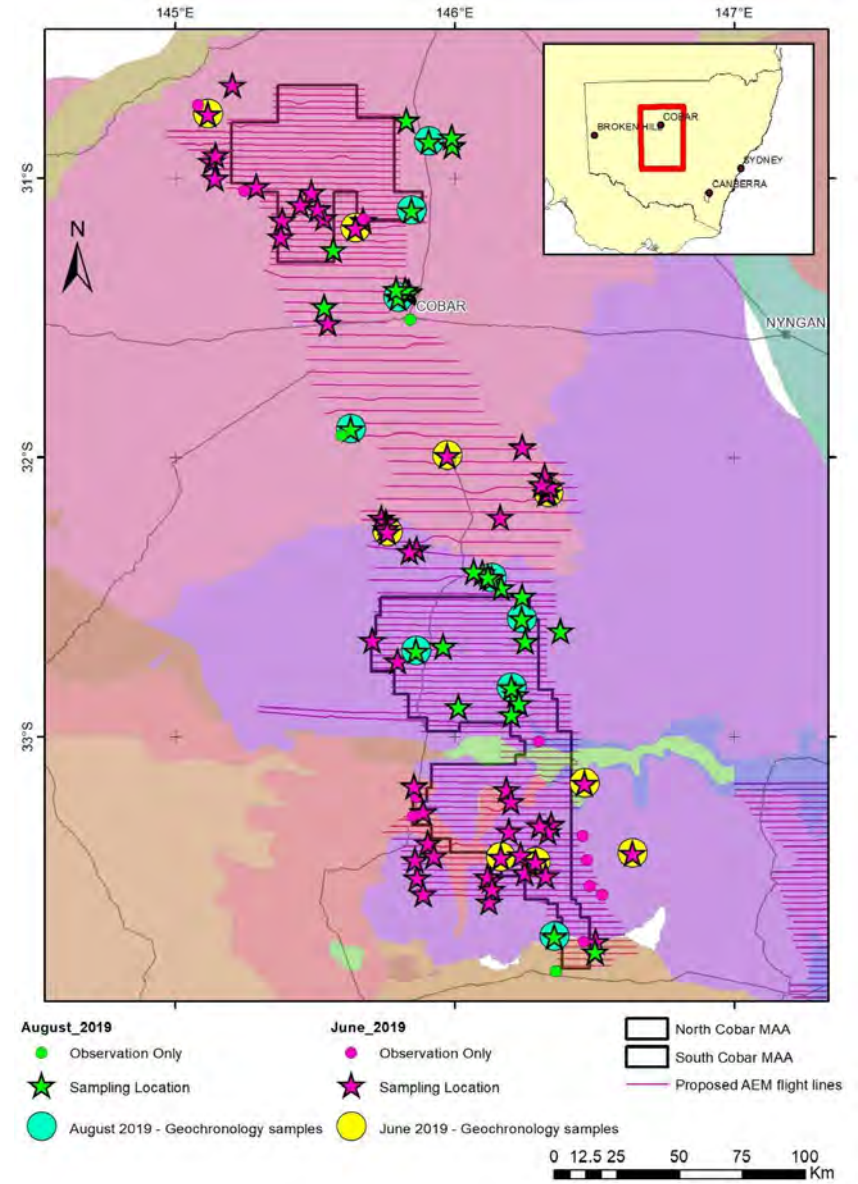 145°E 146°E 147°E
N
COBAR
BROKEN HILL
SYDNEY
CANBERRA
31°S
COBAR
NYNGAN
32°S
33°S
August_2019
Observation Only
Sampling Location
August 2019 - Geochronology samples
June_2019
Observation Only
Sampling Location
June 2019 - Geochronology samples
North Cobar MAA
South Cobar MAA
Proposed AEM flight lines
0 12.5 25 50 75 100
Km